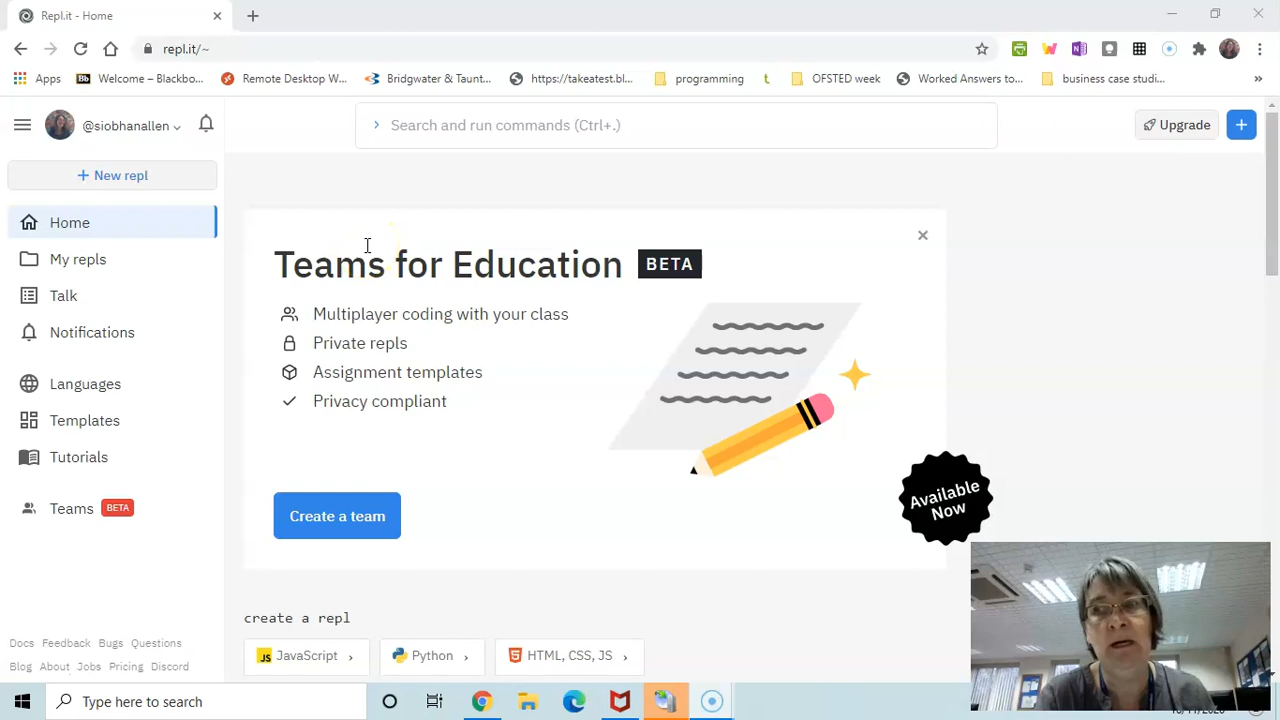 Repl.it - Home
repl.it/~
Apps
Bb
Welcome – Blackbo...
Remote Desktop W...
Bridgwater & Taunt...
https://takeatest.bl...
programming
t
OFSTED week
Worked Answers to...
business case studi...
»
@siobhanallen
Search and run commands (Ctrl+.)
Upgrade
+ New repl
Home
My repls
Talk
Notifications
Languages
Templates
Tutorials
Teams BETA
Teams for Education BETA
Multiplayer coding with your class
Private repls
Assignment templates
Privacy compliant
Create a team
Available
Now
create a repl
JS JavaScript ›
Python ›
HTML, CSS, JS ›
Docs Feedback Bugs Questions
Blog About Jobs Pricing Discord
Type here to search